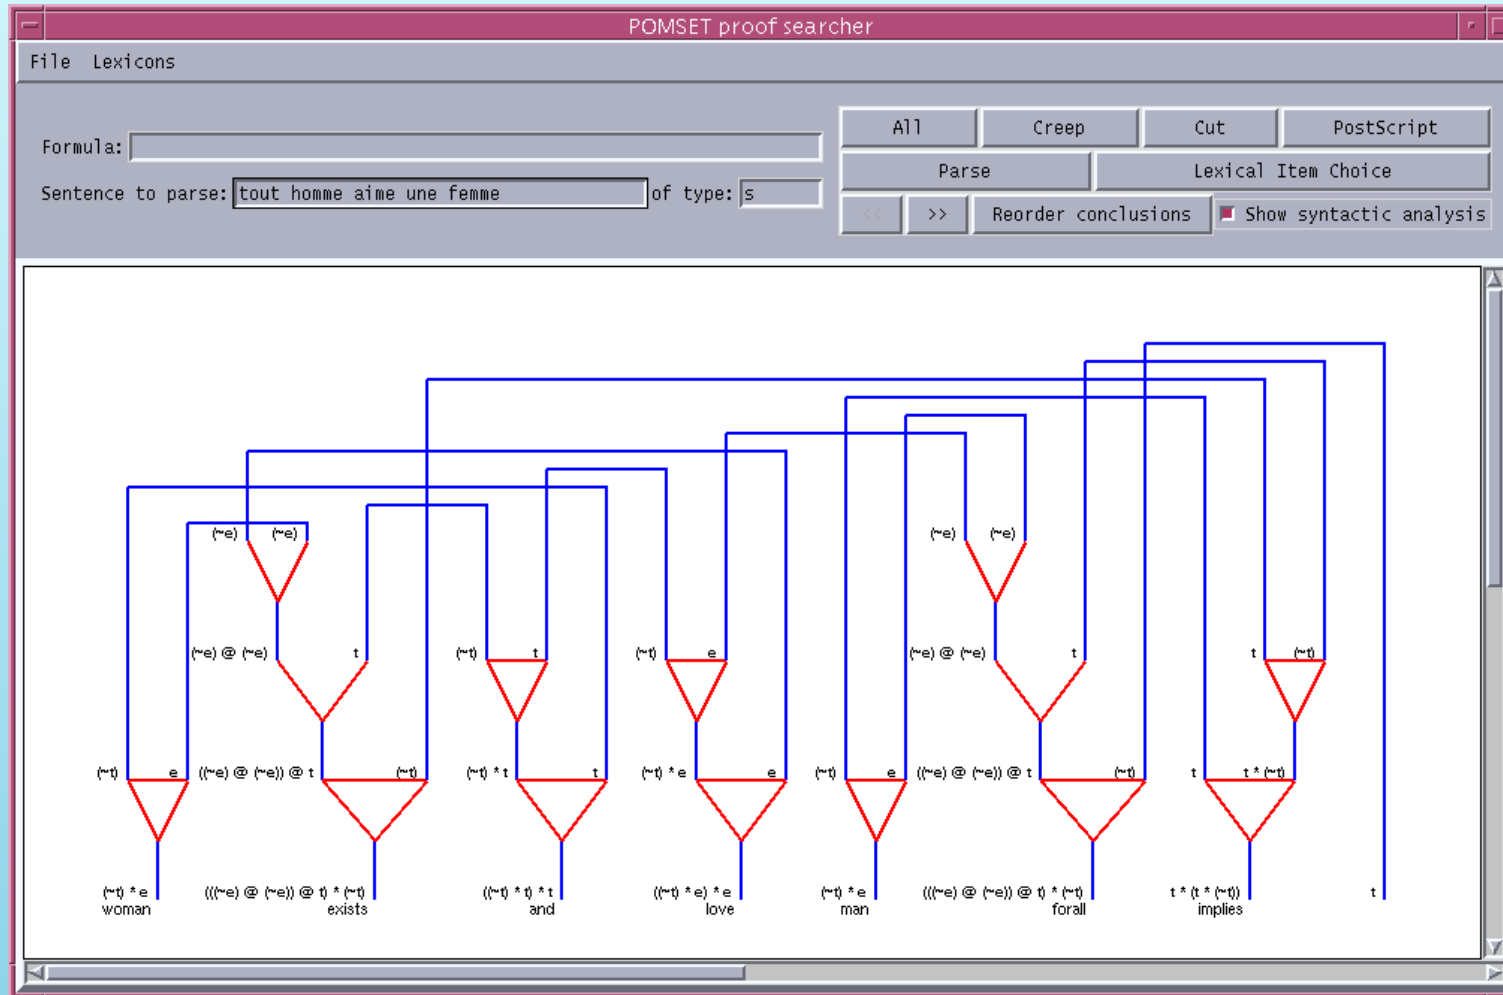 POMSET proof searcher
File Lexicons
All Creep Cut PostScript
Formula:
Parse Lexical Item Choice
Sentence to parse: tout homme aime une femme of type: s
<< >> Reorder conclusions Show syntactic analysis
(~e) (~e) (~e) (~e)
(~e) @ (~e) t (~t) t (~t) e (~e) @ (~e) t t (~t)
(~t) e ((~e) @ (~e)) @ t (~t) (~t) * t t (~t) * e e (~t) e ((~e) @ (~e)) @ t (~t) t t * (~t)
(~t) * e (((~e) @ (~e)) @ t) * (~t) ((~t) * t) * t ((~t) * e) * e (~t) * e (((~e) @ (~e)) @ t) * (~t) t * (t * (~t)) t
woman exists and love man forall implies